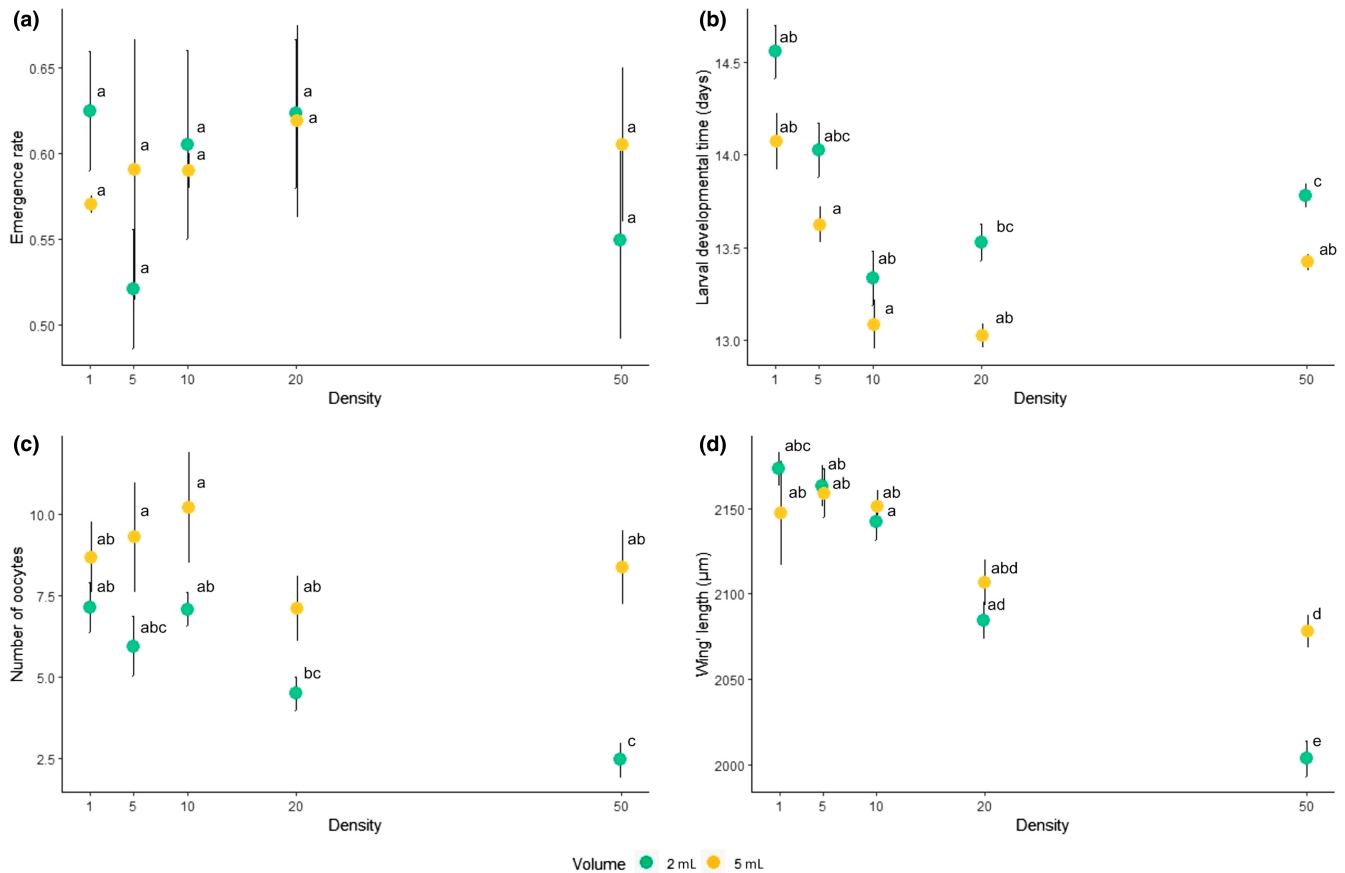 (a)
Emergence rate
0.65
0.60
0.55
0.50
a
a
a
a
a
a
a
a
a
a
1 5 10 20 50
Density
(b)
Larval developmental time (days)
14.5
14.0
13.5
13.0
ab
ab
abc
a
ab
a
bc
ab
c
ab
1 5 10 20 50
Density
(c)
Number of oocytes
10.0
7.5
5.0
2.5
ab
ab
a
abc
a
ab
ab
bc
ab
c
1 5 10 20 50
Density
(d)
Wing' length (µm)
2150
2100
2050
2000
abc
ab
ab
ab
ab
a
abd
ad
d
e
1 5 10 20 50
Density
Volume 2 mL 5 mL